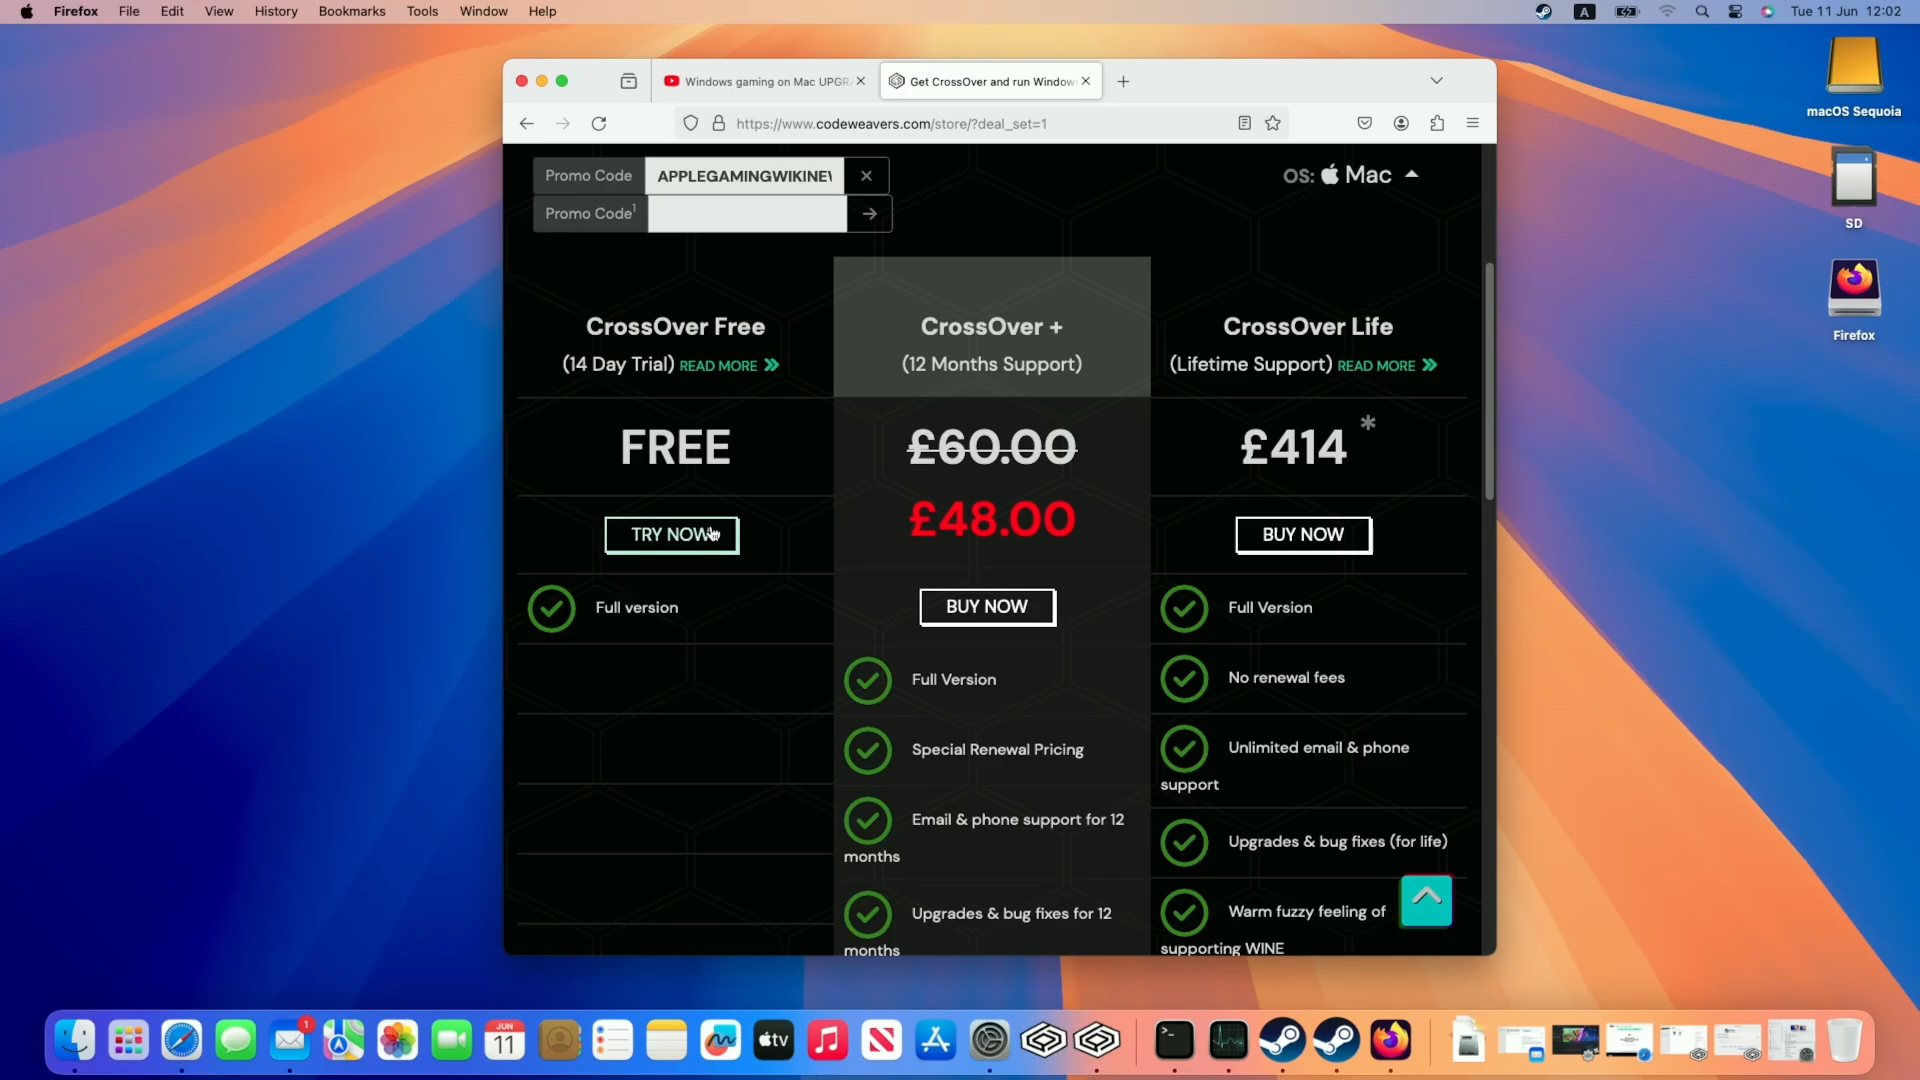 Firefox File Edit View History Bookmarks Tools Window Help A Tue 11 Jun 12:02
Windows gaming on Mac UPGR Get CrossOver and run Window
https://www.codeweavers.com/store/?deal_set=1
macOS Sequoia
SD
Firefox
Promo Code APPLEGAMINGWIKINEW
Promo Code1
OS: Mac
CrossOver Free
(14 Day Trial) READ MORE
FREE
TRY NOW
Full version
CrossOver +
(12 Months Support)
£60.00
£48.00
BUY NOW
Full Version
Special Renewal Pricing
Email & phone support for 12
months
Upgrades & bug fixes for 12
months
CrossOver Life
(Lifetime Support) READ MORE
£414 *
BUY NOW
Full Version
No renewal fees
Unlimited email & phone
support
Upgrades & bug fixes (for life)
Warm fuzzy feeling of
supporting WINE
1
JUN
11
tv